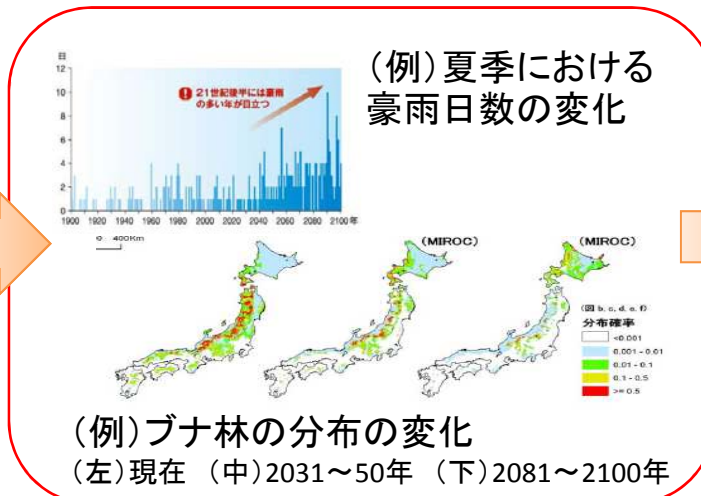 日
12
10
8
6
4
2
0
❶ 21世紀後半には豪雨
の多い年が目立つ
1900 1920 1940 1960 1980 2000 2020 2040 2060 2080 2100年
(例)夏季における
豪雨日数の変化
0 400Km
(MIROC)
(MIROC)
(図 b, c, d, e, f)
分布確率
<0.001
0.001 - 0.01
0.01 - 0.1
0.1 - 0.5
>= 0.5
(例)ブナ林の分布の変化
(左)現在 (中)2031~50年 (下)2081~2100年